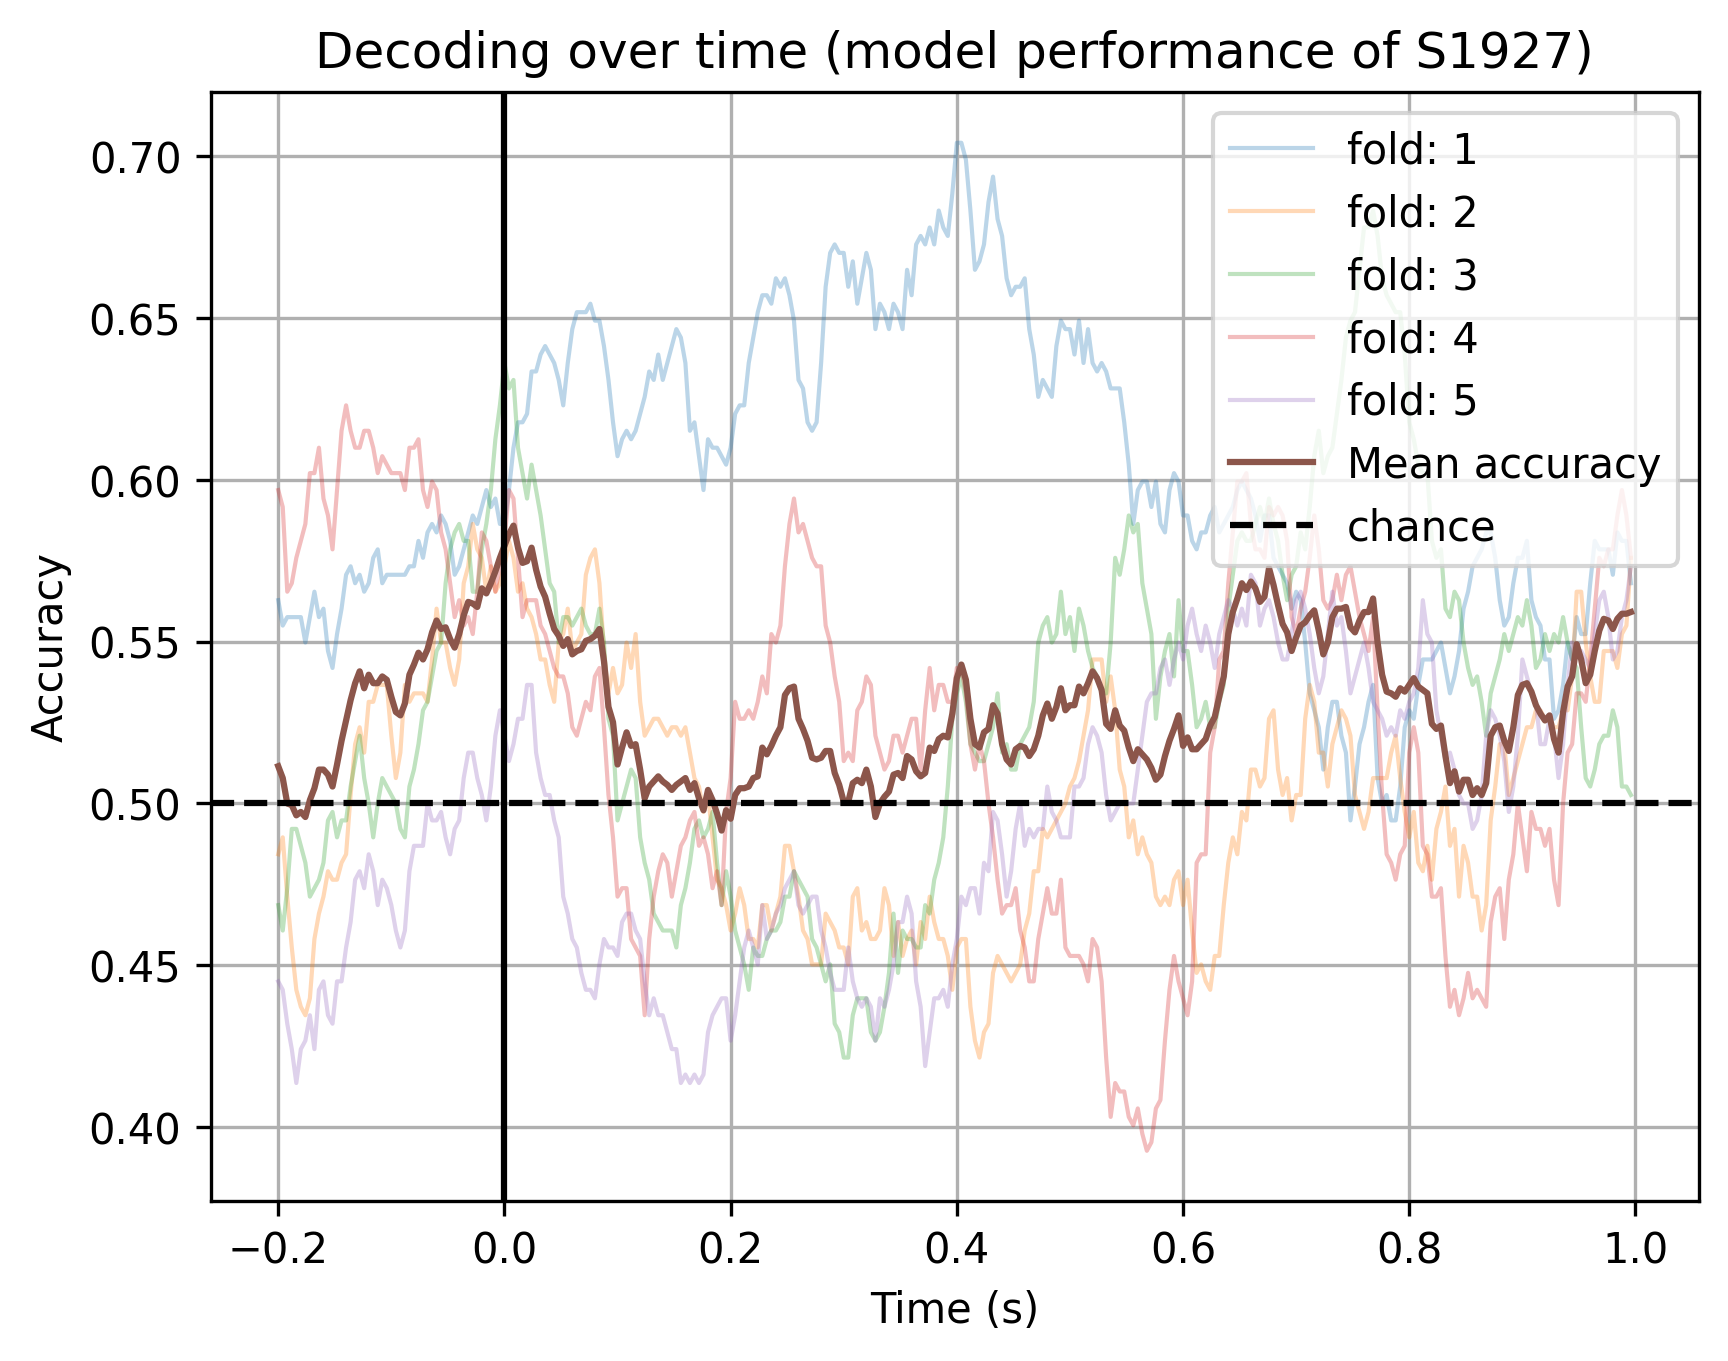 Decoding over time (model performance of S1927)
fold: 1
fold: 2
fold: 3
fold: 4
fold: 5
Mean accuracy
chance
Accuracy
0.70
0.65
0.60
0.55
0.50
0.45
0.40
−0.2
0.0
0.2
0.4
0.6
0.8
1.0
Time (s)